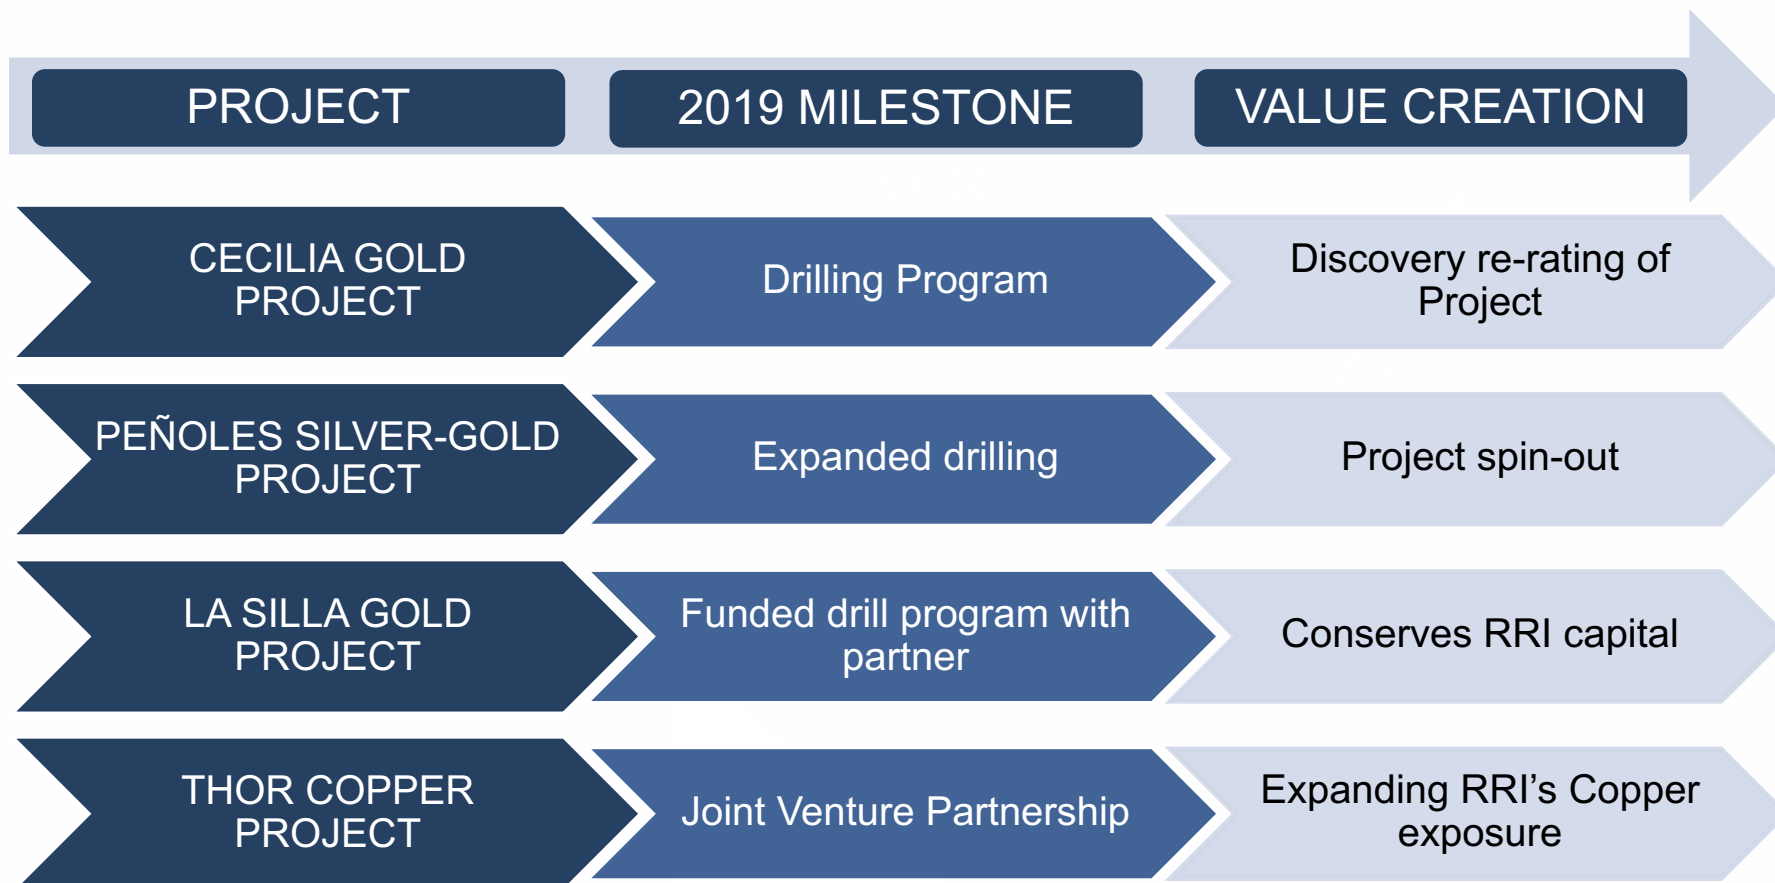 PROJECT
2019 MILESTONE
VALUE CREATION
CECILIA GOLD
PROJECT
Drilling Program
Discovery re-rating of
Project
PEÑOLES SILVER-GOLD
PROJECT
Expanded drilling
Project spin-out
LA SILLA GOLD
PROJECT
Funded drill program with
partner
Conserves RRI capital
THOR COPPER
PROJECT
Joint Venture Partnership
Expanding RRI’s Copper
exposure